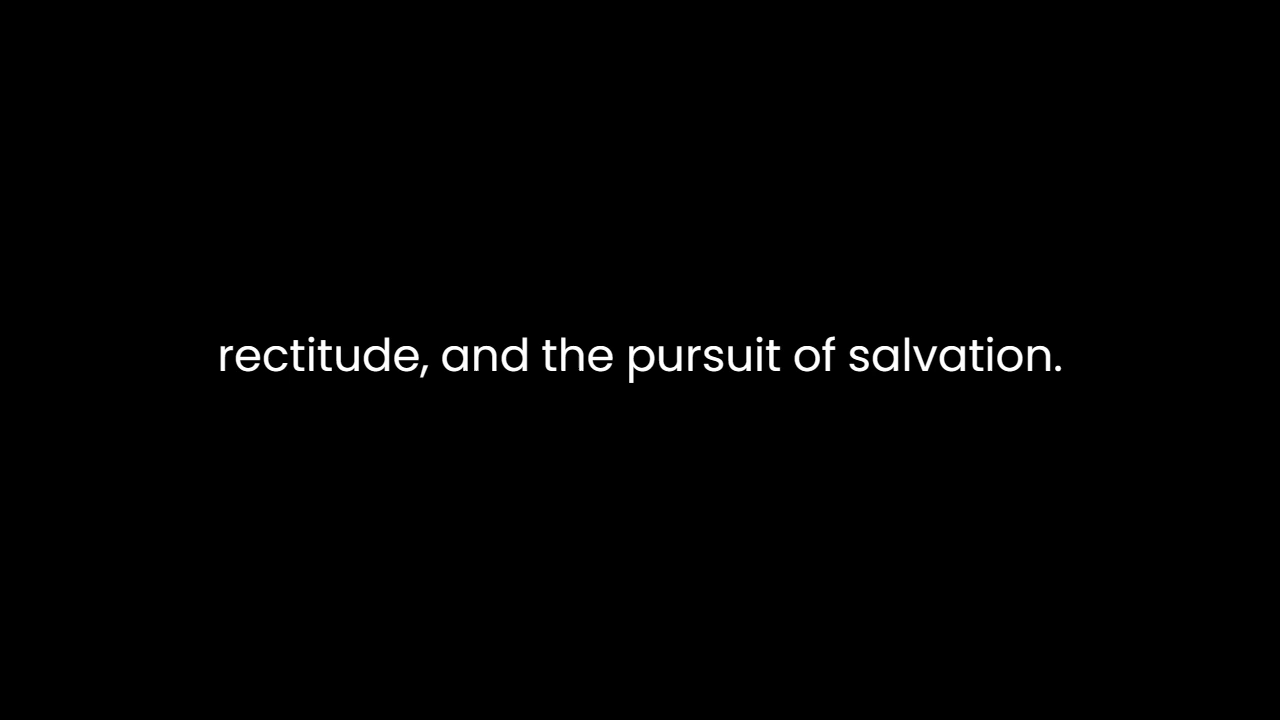 rectitude, and the pursuit of salvation.